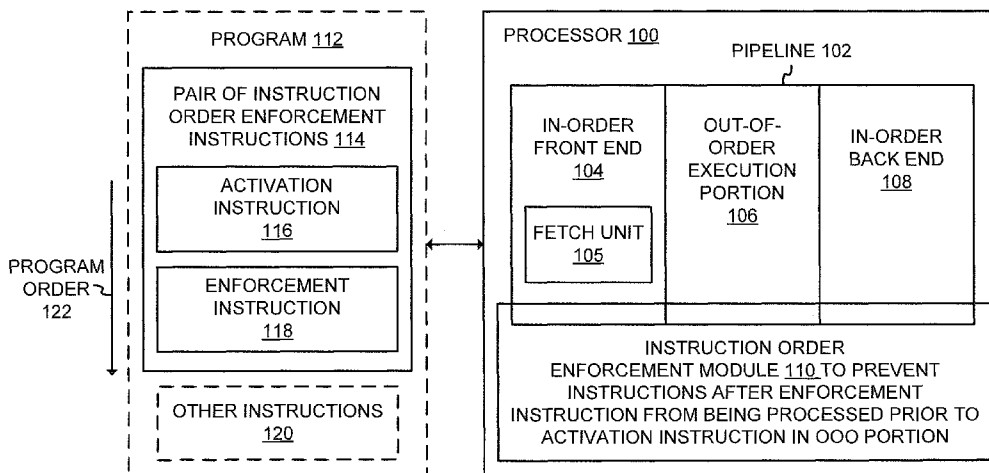 PROGRAM 112
PAIR OF INSTRUCTION
ORDER ENFORCEMENT
INSTRUCTIONS 114
ACTIVATION
INSTRUCTION
116
ENFORCEMENT
INSTRUCTION
118
OTHER INSTRUCTIONS
120
PROGRAM
ORDER
122
PROCESSOR 100
PIPELINE 102
IN-ORDER
FRONT END
104
FETCH UNIT
105
OUT-OF-
ORDER
EXECUTION
PORTION
106
IN-ORDER
BACK END
108
INSTRUCTION ORDER
ENFORCEMENT MODULE 110 TO PREVENT
INSTRUCTIONS AFTER ENFORCEMENT
INSTRUCTION FROM BEING PROCESSED PRIOR TO
ACTIVATION INSTRUCTION IN OOO PORTION